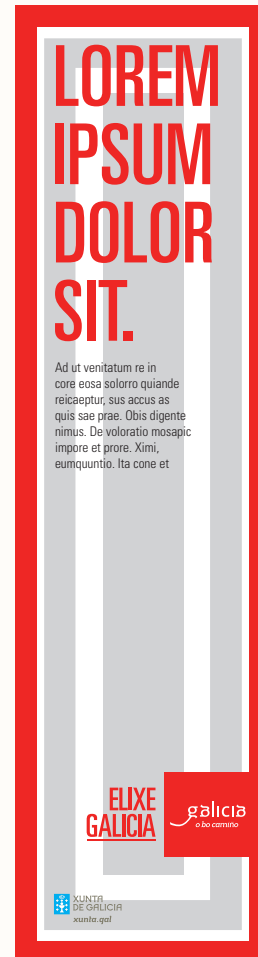 LOREM
IPSUM
DOLOR
SIT.
Ad ut venitatum re in
core eosa solorro quiande
reicaeptur, sus accus as
quis sae prae. Obis digente
nimus. De voloratio mosapic
impore et prore. Ximi,
eumquuntio. Ita cone et
ELIXE
GALICIA
galicia
o bo camiño
XUNTA
DE GALICIA
xunta.gal